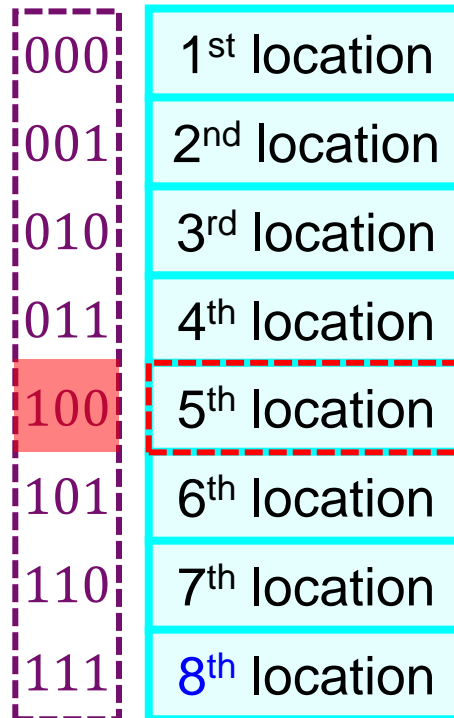 000 1st location
001 2nd location
010 3rd location
011 4th location
100 5th location
101 6th location
110 7th location
111 8th location